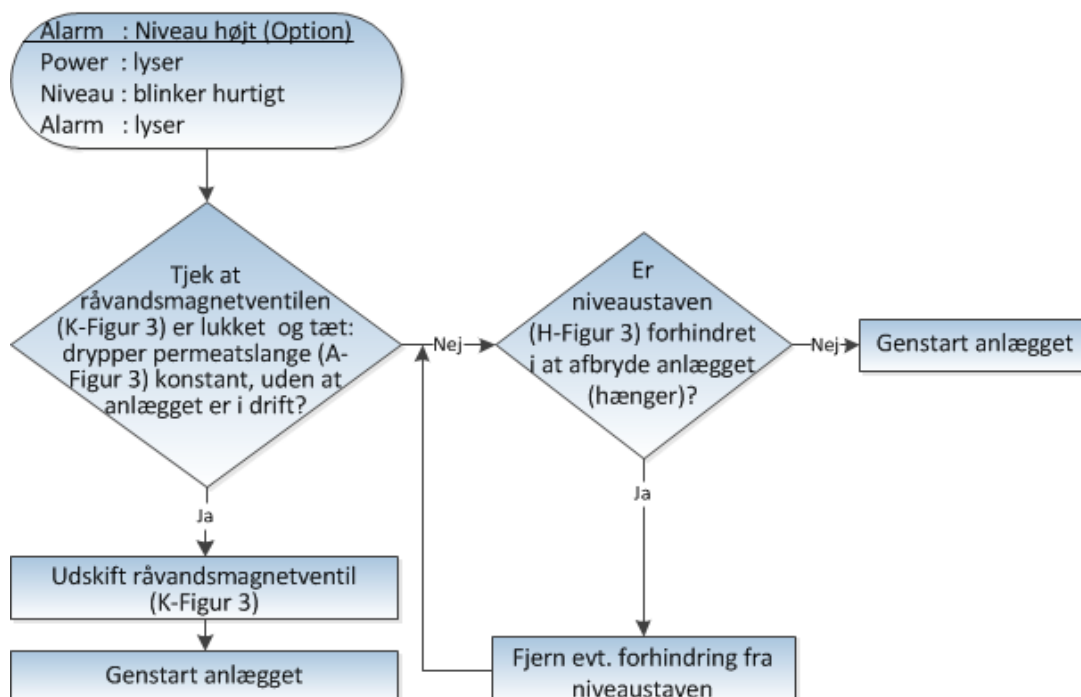 Alarm : Niveau højt (Option)
Power : lyser
Niveau : blinker hurtigt
Alarm : lyser
Tjek at
råvandsmagnetventilen
(K-Figur 3) er lukket og tæt:
drypper permeatslange (A-
Figur 3) konstant, uden at
anlægget er i drift?
Nej
Er
niveaustaven
(H-Figur 3) forhindret
i at afbryde anlægget
(hænger)?
Nej
Genstart anlægget
Ja
Udskift råvandsmagnetventil
(K-Figur 3)
Genstart anlægget
Ja
Fjern evt. forhindring fra
niveaustaven